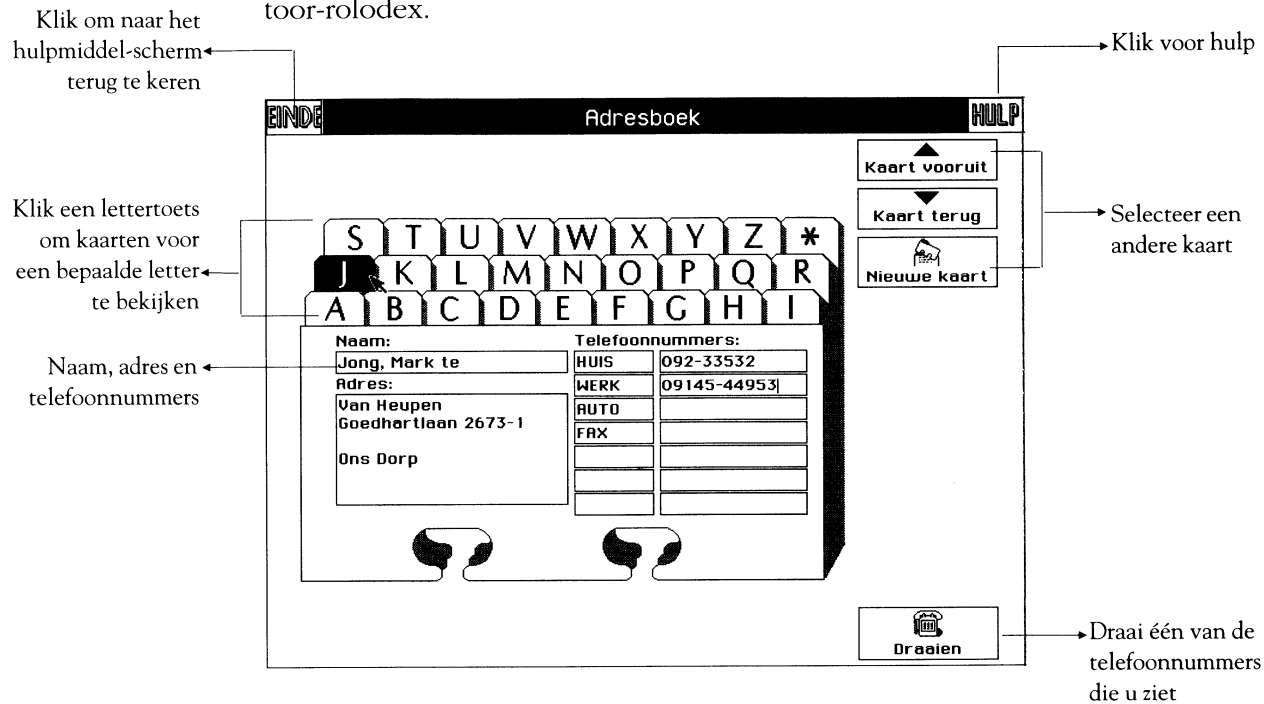 toor-rolodex.
Klik om naar het
hulpmiddel-scherm
terug te keren
Klik voor hulp
EINDE
Adresboek
HULP
Kaart vooruit
Kaart terug
Nieuwe kaart
Selecteer een
andere kaart
Klik een lettertoets
om kaarten voor
een bepaalde letter
te bekijken
S T U V W X Y Z *
J K L M N O P Q R
A B C D E F G H I
Naam, adres en
telefoonnummers
Naam:
Jong, Mark te
Adres:
Van Heupen
Goedhartlaan 2673-1
Ons Dorp
Telefoonnummers:
HUIS 092-33532
WERK 09145-44953
AUTO
FAX
Draaien
Draai één van de
telefoonnummers
die u ziet